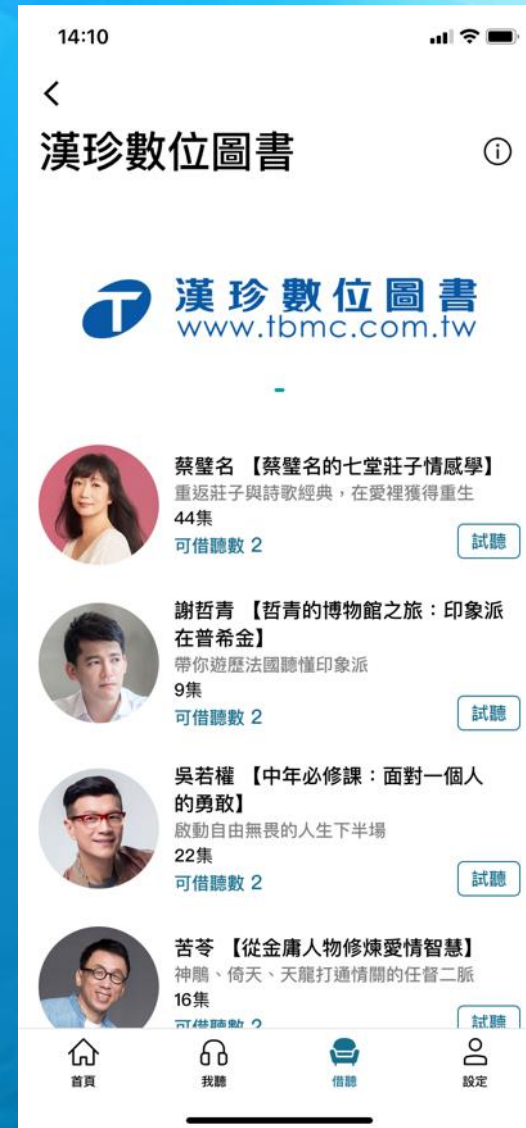 14:10
漢珍數位圖書
漢珍數位圖書
www.tbmc.com.tw
蔡璧名 【蔡璧名的七堂莊子情感學】
重返莊子與詩歌經典，在愛裡獲得重生
44集
可借聽數 2
試聽
謝哲青 【哲青的博物館之旅：印象派
在普希金】
帶你遊歷法國聽懂印象派
9集
可借聽數 2
試聽
吳若權 【中年必修課：面對一個人
的勇敢】
啟動自由無畏的人生下半場
22集
可借聽數 2
試聽
苦苓 【從金庸人物修煉愛情智慧】
神鵰、倚天、天龍打通情關的任督二脈
16集
可借聽數 2
試聽
首頁
我聽
借聽
設定